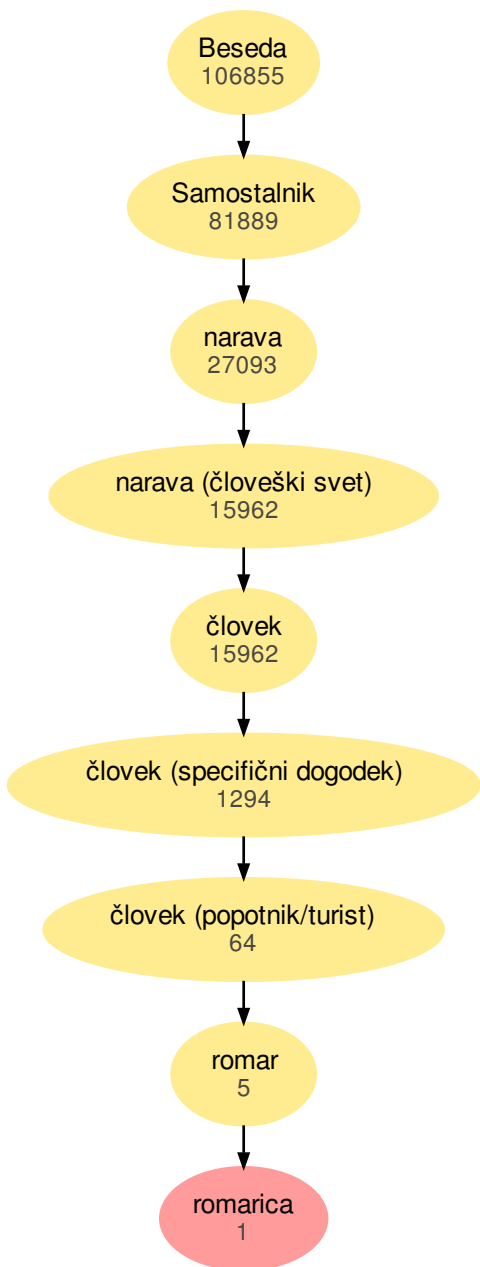 Beseda
106855
Samostalnik
81889
narava
27093
narava (človeški svet)
15962
človek
15962
človek (specifični dogodek)
1294
človek (popotnik/turist)
64
romar
5
romarica
1